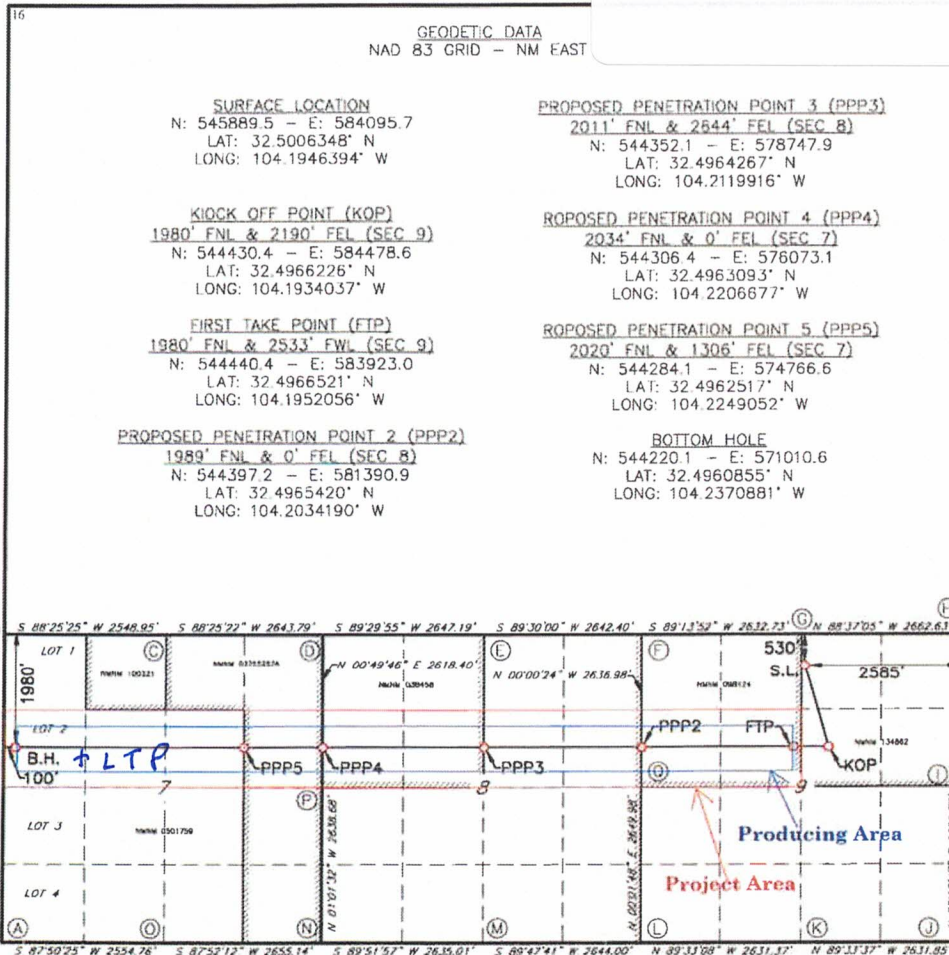 16
GEODETIC DATA
NAD 83 GRID – NM EAST
SURFACE LOCATION
N: 545889.5 – E: 584095.7
LAT: 32.5006348° N
LONG: 104.1946394° W
KIOCK OFF POINT (KOP)
1980' FNL & 2190' FEL (SEC 9)
N: 544430.4 – E: 584478.6
LAT: 32.4966226° N
LONG: 104.1934037° W
FIRST TAKE POINT (FTP)
1980' FNL & 2533' FWL (SEC 9)
N: 544440.4 – E: 583923.0
LAT: 32.4966521° N
LONG: 104.1952056° W
PROPOSED PENETRATION POINT 2 (PPP2)
1989' FNL & 0' FEL (SEC 8)
N: 544397.2 – E: 581390.9
LAT: 32.4965420° N
LONG: 104.2034190° W
PROPOSED PENETRATION POINT 3 (PPP3)
2011' FNL & 2644' FEL (SEC 8)
N: 544352.1 – E: 578747.9
LAT: 32.4964267° N
LONG: 104.2119916° W
ROPOSED PENETRATION POINT 4 (PPP4)
2034' FNL & 0' FEL (SEC 7)
N: 544306.4 – E: 576073.1
LAT: 32.4963093° N
LONG: 104.2206677° W
ROPOSED PENETRATION POINT 5 (PPP5)
2020' FNL & 1306' FEL (SEC 7)
N: 544284.1 – E: 574766.6
LAT: 32.4962517° N
LONG: 104.2249052° W
BOTTOM HOLE
N: 544220.1 – E: 571010.6
LAT: 32.4960855° N
LONG: 104.2370881° W
S 88°25'25" W 2548.95' S 88°25'22" W 2643.79' S 89°29'55" W 2647.19' S 89°30'00" W 2642.40' S 89°13'52" W 2632.73' G N 88°37'05" W 2662.63' H
LOT 1 C D E F 530'
N 00°49'46" E 2618.40' N 00°00'24" W 2636.98' S.L. 2585'
1980'
LOT 2
B.H. + LTP PPP5 PPP4 PPP3 PPP2 FTP KOP
100' 7 8 Q 9 I
P
LOT 3
N 01°01'32" W 2638.68'
Producing Area
Project Area
LOT 4
A O N M L K J
S 87°50'25" W 2554.76' S 87°52'12" W 2655.14' S 89°51'57" W 2635.01' S 89°47'41" W 2644.00' N 89°33'08" W 2631.37' N 89°33'37" W 2631.85'